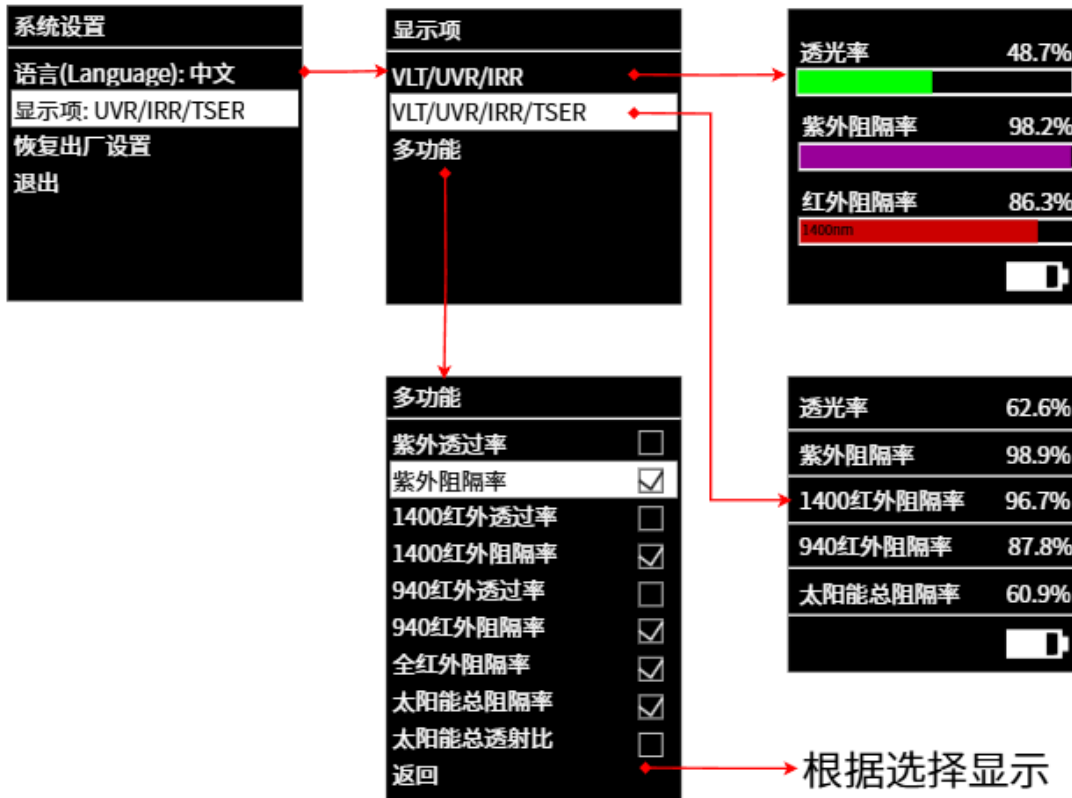 系统设置
语言(Language): 中文
显示项: UVR/IRR/TSER
恢复出厂设置
退出
显示项
VLT/UVR/IRR
VLT/UVR/IRR/TSER
多功能
透光率 48.7%
紫外阻隔率 98.2%
红外阻隔率 86.3%
1400nm
多功能
紫外透过率
紫外阻隔率
1400红外透过率
1400红外阻隔率
940红外透过率
940红外阻隔率
全红外阻隔率
太阳能总阻隔率
太阳能总透射比
返回
透光率 62.6%
紫外阻隔率 98.9%
1400红外阻隔率 96.7%
940红外阻隔率 87.8%
太阳能总阻隔率 60.9%
根据选择显示